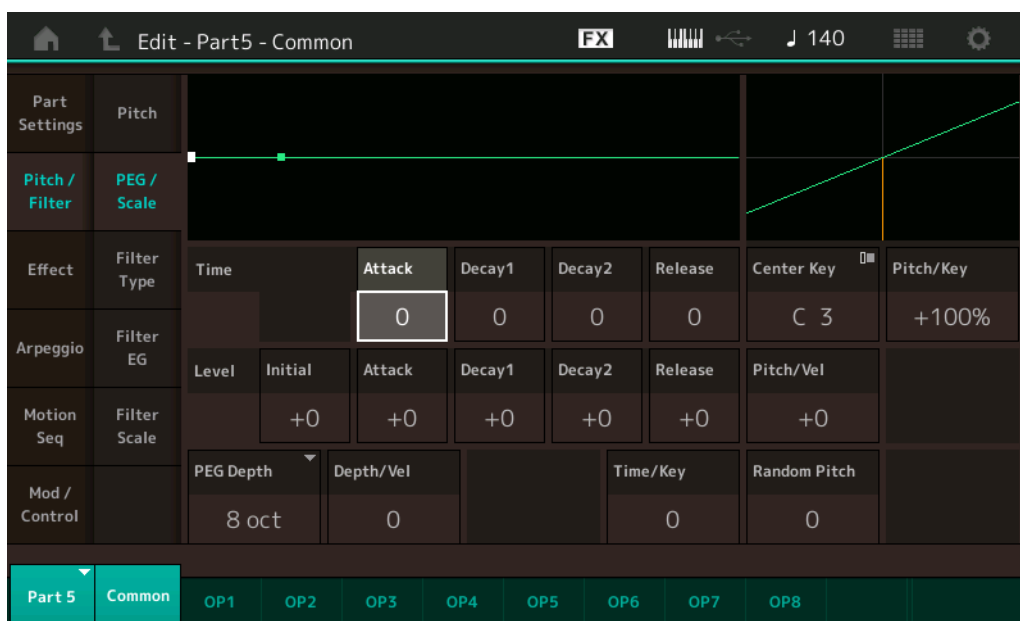 Edit - Part5 - Common FX 140
Part Settings
Pitch
Pitch / Filter
PEG / Scale
Effect
Filter Type
Time Attack Decay1 Decay2 Release Center Key Pitch/Key
0 0 0 0 C 3 +100%
Arpeggio
Filter EG
Level Initial Attack Decay1 Decay2 Release Pitch/Vel
+0 +0 +0 +0 +0 +0
Motion Seq
Filter Scale
PEG Depth Depth/Vel Time/Key Random Pitch
8 oct 0 0 0
Mod / Control
Part 5 Common OP1 OP2 OP3 OP4 OP5 OP6 OP7 OP8